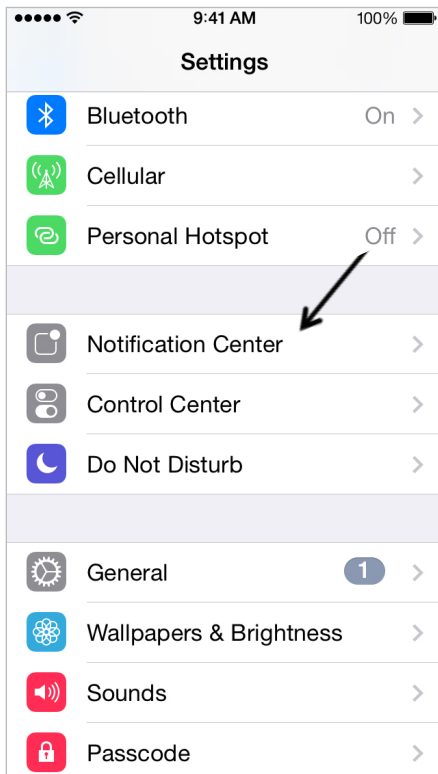 9:41 AM 100%
Settings
Bluetooth On
Cellular
Personal Hotspot Off
Notification Center
Control Center
Do Not Disturb
General 1
Wallpapers & Brightness
Sounds
Passcode